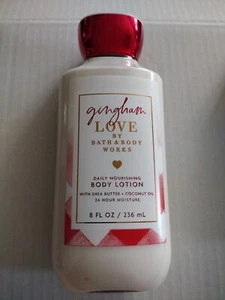 gingham
LOVE
BY
BATH & BODY
WORKS
DAILY NOURISHING
BODY LOTION
WITH SHEA BUTTER + COCONUT OIL
24 HOUR MOISTURE
8 FL OZ / 236 mL